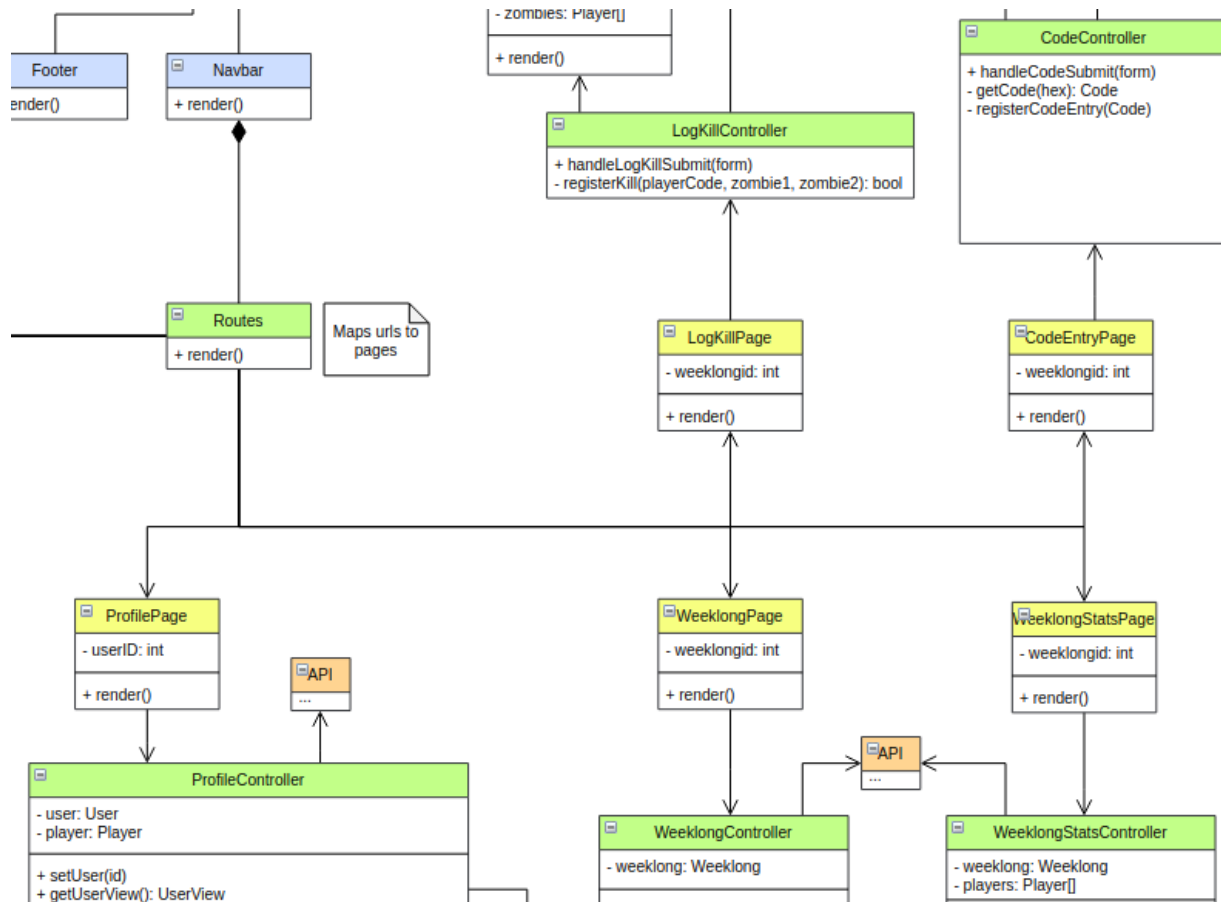 - zombies: Player[]
+ render()
CodeController
+ handleCodeSubmit(form)
- getCode(hex): Code
- registerCodeEntry(Code)
Footer
ender()
Navbar
+ render()
LogKillController
+ handleLogKillSubmit(form)
- registerKill(playerCode, zombie1, zombie2): bool
Routes
+ render()
Maps urls to
pages
LogKillPage
- weeklongid: int
+ render()
CodeEntryPage
- weeklongid: int
+ render()
ProfilePage
- userID: int
+ render()
API
...
WeeklongPage
- weeklongid: int
+ render()
WeeklongStatsPage
- weeklongid: int
+ render()
API
...
ProfileController
- user: User
- player: Player
+ setUser(id)
+ getUserView(): UserView
WeeklongController
- weeklong: Weeklong
WeeklongStatsController
- weeklong: Weeklong
- players: Player[]